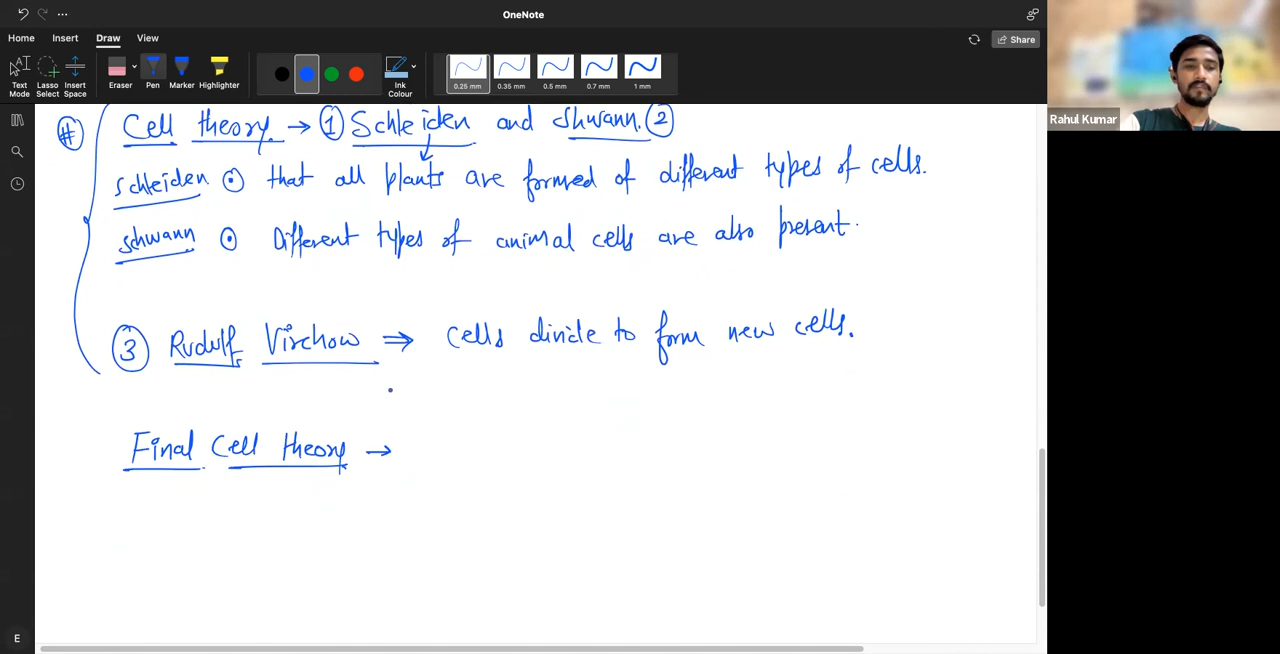 OneNote
Home Insert Draw View
Share
Text Mode Lasso Select Insert Space Eraser Pen Marker Highlighter Ink Colour 0.25 mm 0.35 mm 0.5 mm 0.7 mm 1 mm
Rahul Kumar
# Cell theory → ① Schleiden and Shwann. ②
Schleiden ⊙ that all plants are formed of different types of cells.
Schwann ⊙ Different types of animal cells are also present.
③ Rudolf Virchow ⇒ cells divide to form new cells.
Final Cell theory →
E